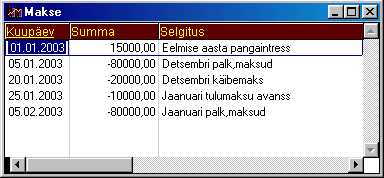 Makse
Kuupäev Summa Selgitus
01.01.2003 15000,00 Eelmise aasta pangaintress
05.01.2003 -80000,00 Detsembri palk,maksud
20.01.2003 -20000,00 Detsembri käibemaks
25.01.2003 -10000,00 Jaanuari tulumaksu avanss
05.02.2003 -80000,00 Jaanuari palk,maksud